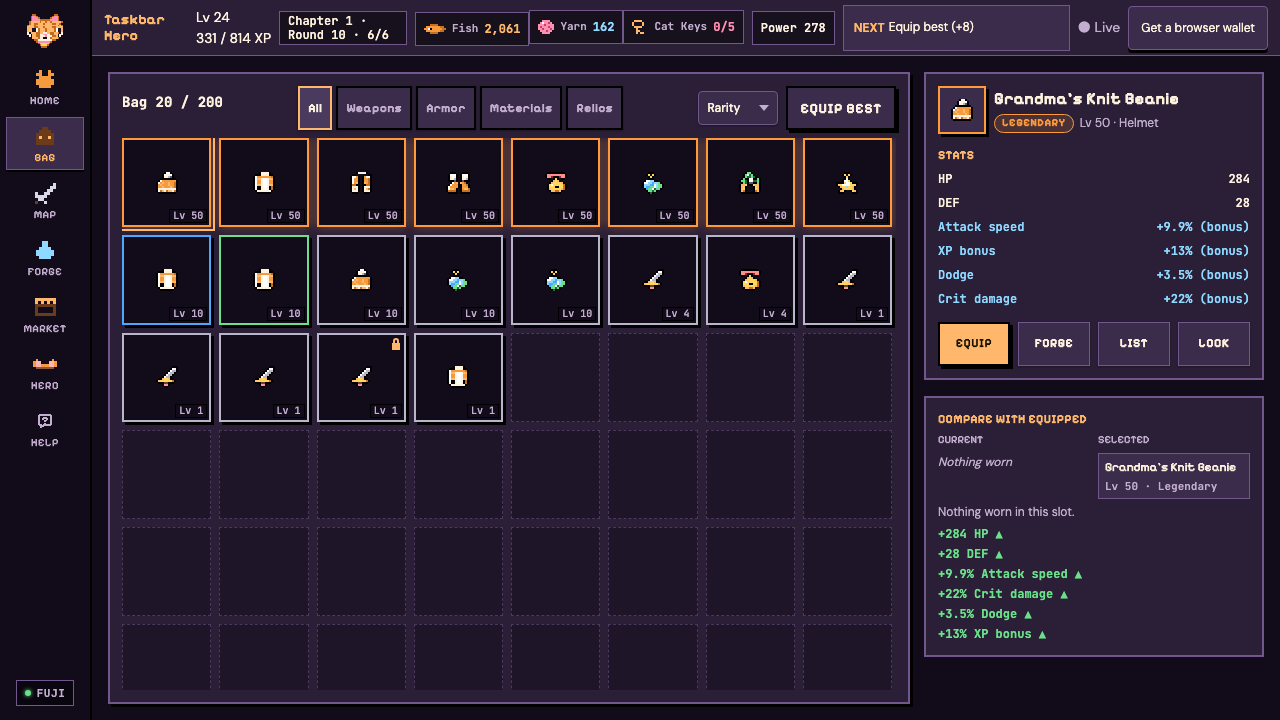 Taskbar Hero
Lv 24
331 / 814 XP
Chapter 1 · Round 10 · 6/6
Fish 2,061
Yarn 162
Cat Keys 0/5
Power 278
NEXT Equip best (+8)
Live
Get a browser wallet
HOME
BAG
MAP
FORGE
MARKET
HERO
HELP
FUJI
Bag 20 / 200
All
Weapons
Armor
Materials
Relics
Rarity
EQUIP BEST
Lv 50
Lv 50
Lv 50
Lv 50
Lv 50
Lv 50
Lv 50
Lv 50
Lv 10
Lv 10
Lv 10
Lv 10
Lv 10
Lv 4
Lv 4
Lv 1
Lv 1
Lv 1
Lv 1
Lv 1
Grandma's Knit Beanie
LEGENDARY Lv 50 · Helmet
STATS
HP 284
DEF 28
Attack speed +9.9% (bonus)
XP bonus +13% (bonus)
Dodge +3.5% (bonus)
Crit damage +22% (bonus)
EQUIP
FORGE
LIST
LOOK
COMPARE WITH EQUIPPED
CURRENT
Nothing worn
SELECTED
Grandma's Knit Beanie
Lv 50 · Legendary
Nothing worn in this slot.
+284 HP ▲
+28 DEF ▲
+9.9% Attack speed ▲
+22% Crit damage ▲
+3.5% Dodge ▲
+13% XP bonus ▲